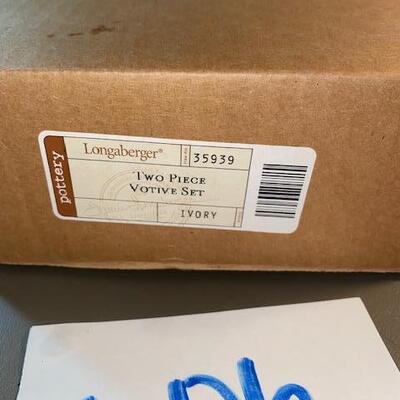 pottery
Longaberger®
35939
Two Piece
Votive Set
IVORY